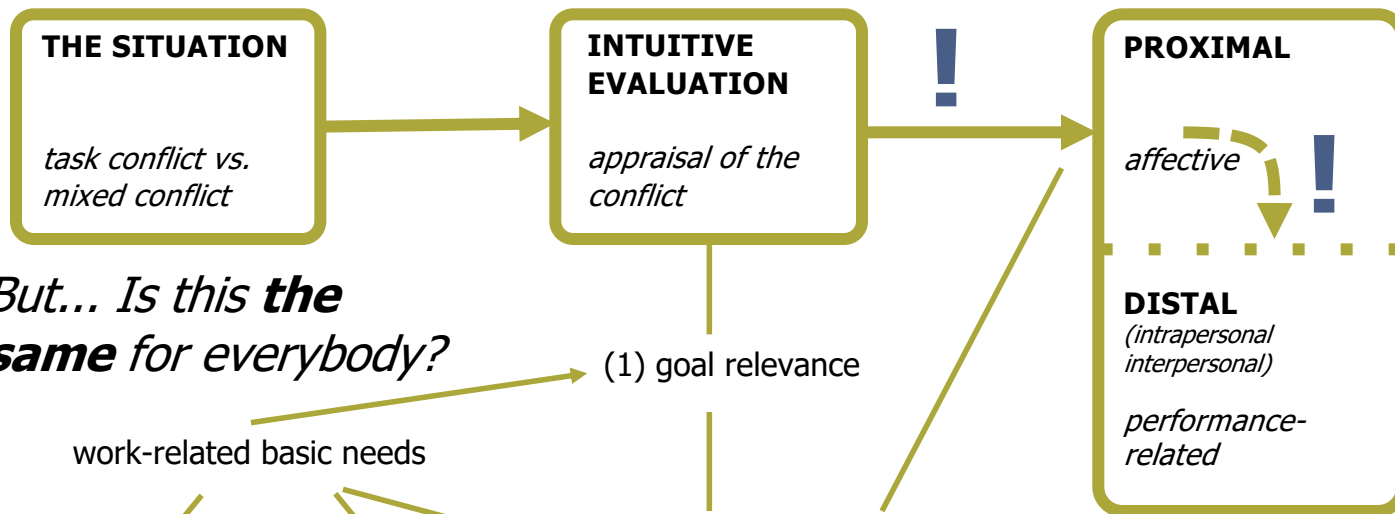 THE SITUATION
task conflict vs.
mixed conflict
INTUITIVE
EVALUATION
appraisal of the
conflict
!
PROXIMAL
affective
!
DISTAL
(intrapersonal
interpersonal)
performance-
related
But... Is this the
same for everybody?
(1) goal relevance
work-related basic needs